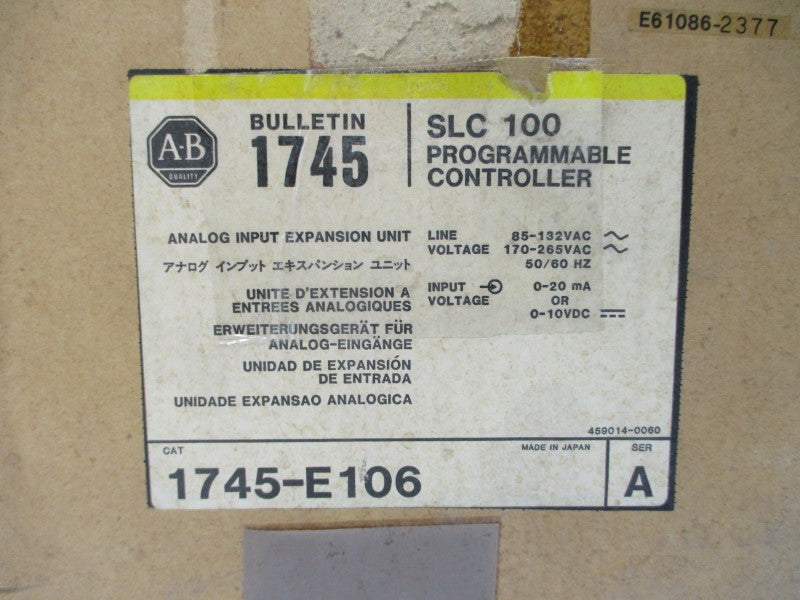 E61086-2377
A-B
QUALITY
BULLETIN
1745
SLC 100
PROGRAMMABLE
CONTROLLER
ANALOG INPUT EXPANSION UNIT
アナログ インプット エキスパンション ユニット
UNITE D'EXTENSION A
ENTREES ANALOGIQUES
ERWEITERUNGSGERÄT FÜR
ANALOG-EINGÄNGE
UNIDAD DE EXPANSIÓN
DE ENTRADA
UNIDADE EXPANSAO ANALOGICA
LINE 85-132VAC
VOLTAGE 170-265VAC
50/60 HZ
INPUT 0-20 mA
VOLTAGE OR
0-10VDC
459014-0060
CAT MADE IN JAPAN SER
1745-E106 A